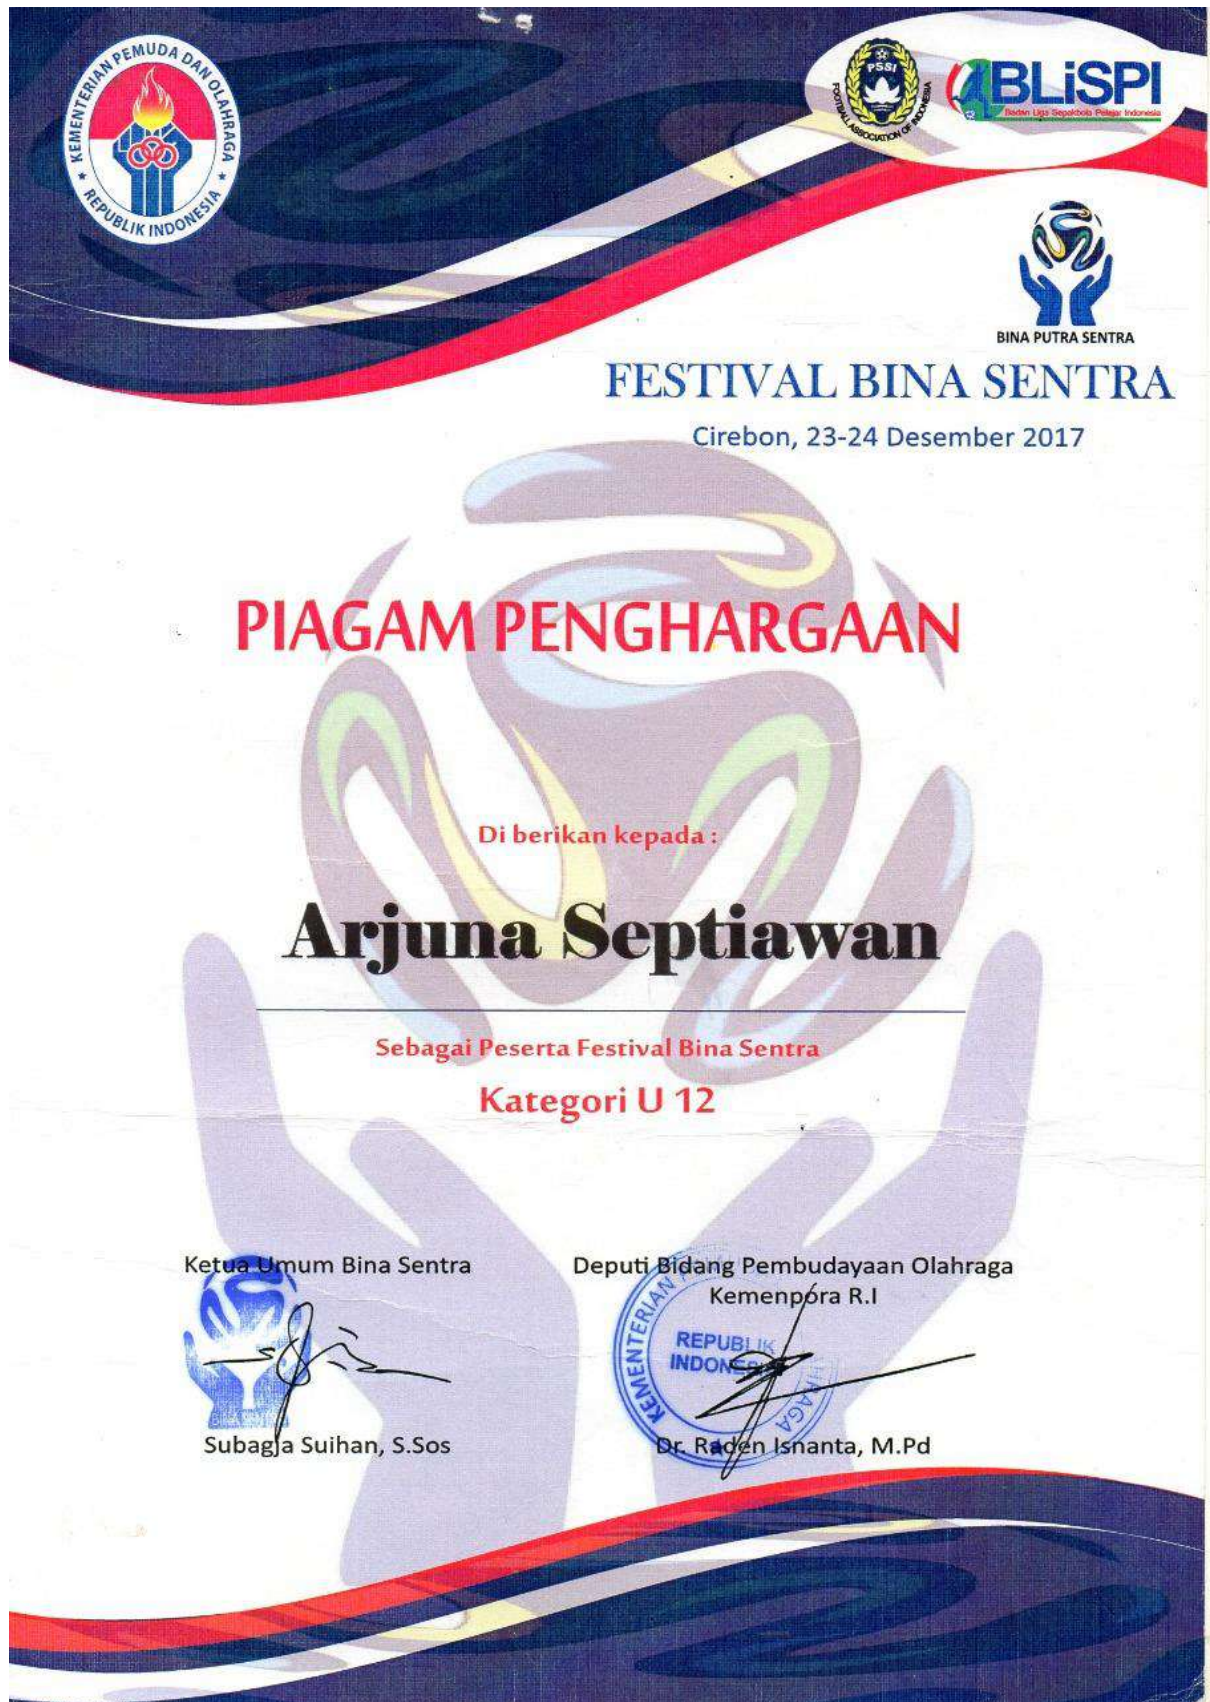 KEMENTERIAN PEMUDA DAN OLAHRAGA
REPUBLIK INDONESIA
PSSI
FOOTBALL ASSOCIATION OF INDONESIA
BLiSPI
Badan Liga Sepakbola Pelajar Indonesia
BINA PUTRA SENTRA
FESTIVAL BINA SENTRA
Cirebon, 23-24 Desember 2017
PIAGAM PENGHARGAAN
Di berikan kepada :
Arjuna Septiawan
Sebagai Peserta Festival Bina Sentra
Kategori U 12
Ketua Umum Bina Sentra
Deputi Bidang Pembudayaan Olahraga
Kemenpora R.I
KEMENTERIAN
REPUBLIK
INDONESIA
BINA SENTRA
Subagja Suihan, S.Sos
Dr. Raden Isnanta, M.Pd